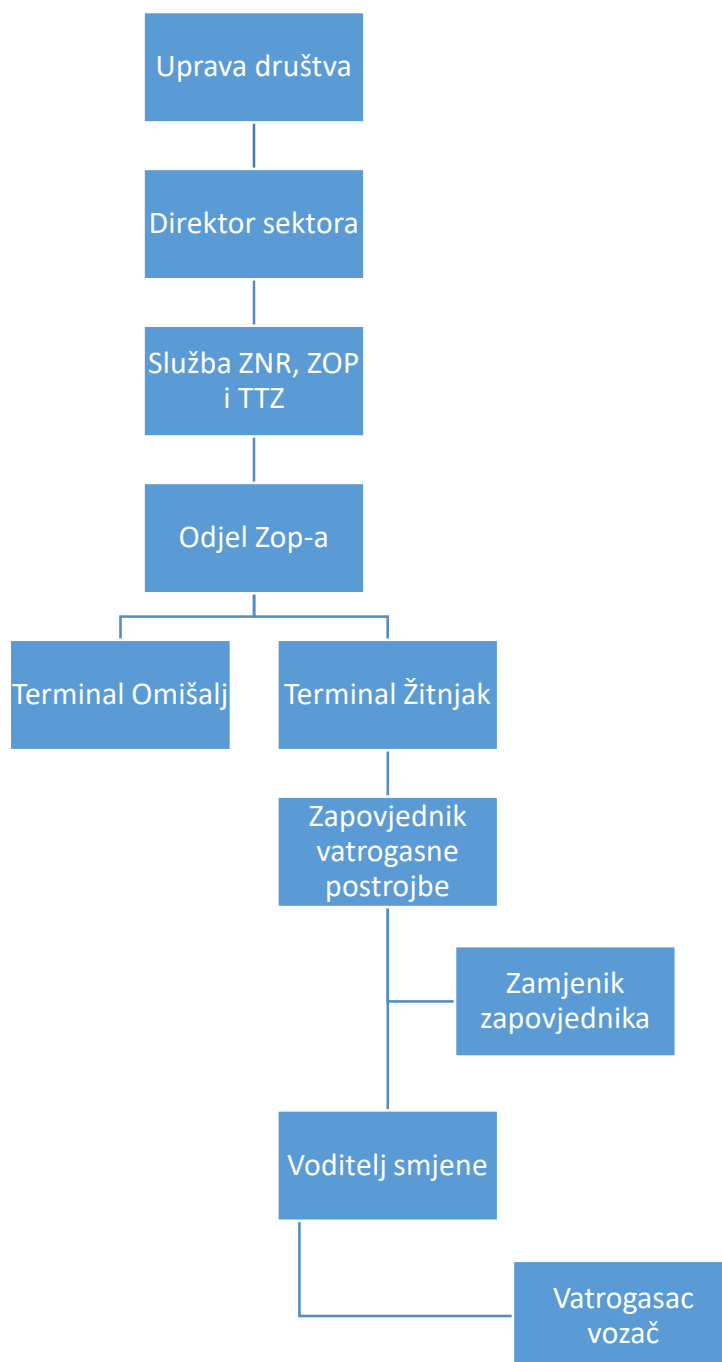 Uprava društva
Direktor sektora
Služba ZNR, ZOP
i TTZ
Odjel Zop-a
Terminal Omišalj
Terminal Žitnjak
Zapovjednik
vatrogasne
postrojbe
Zamjenik
zapovjednika
Voditelj smjene
Vatrogasac
vozač